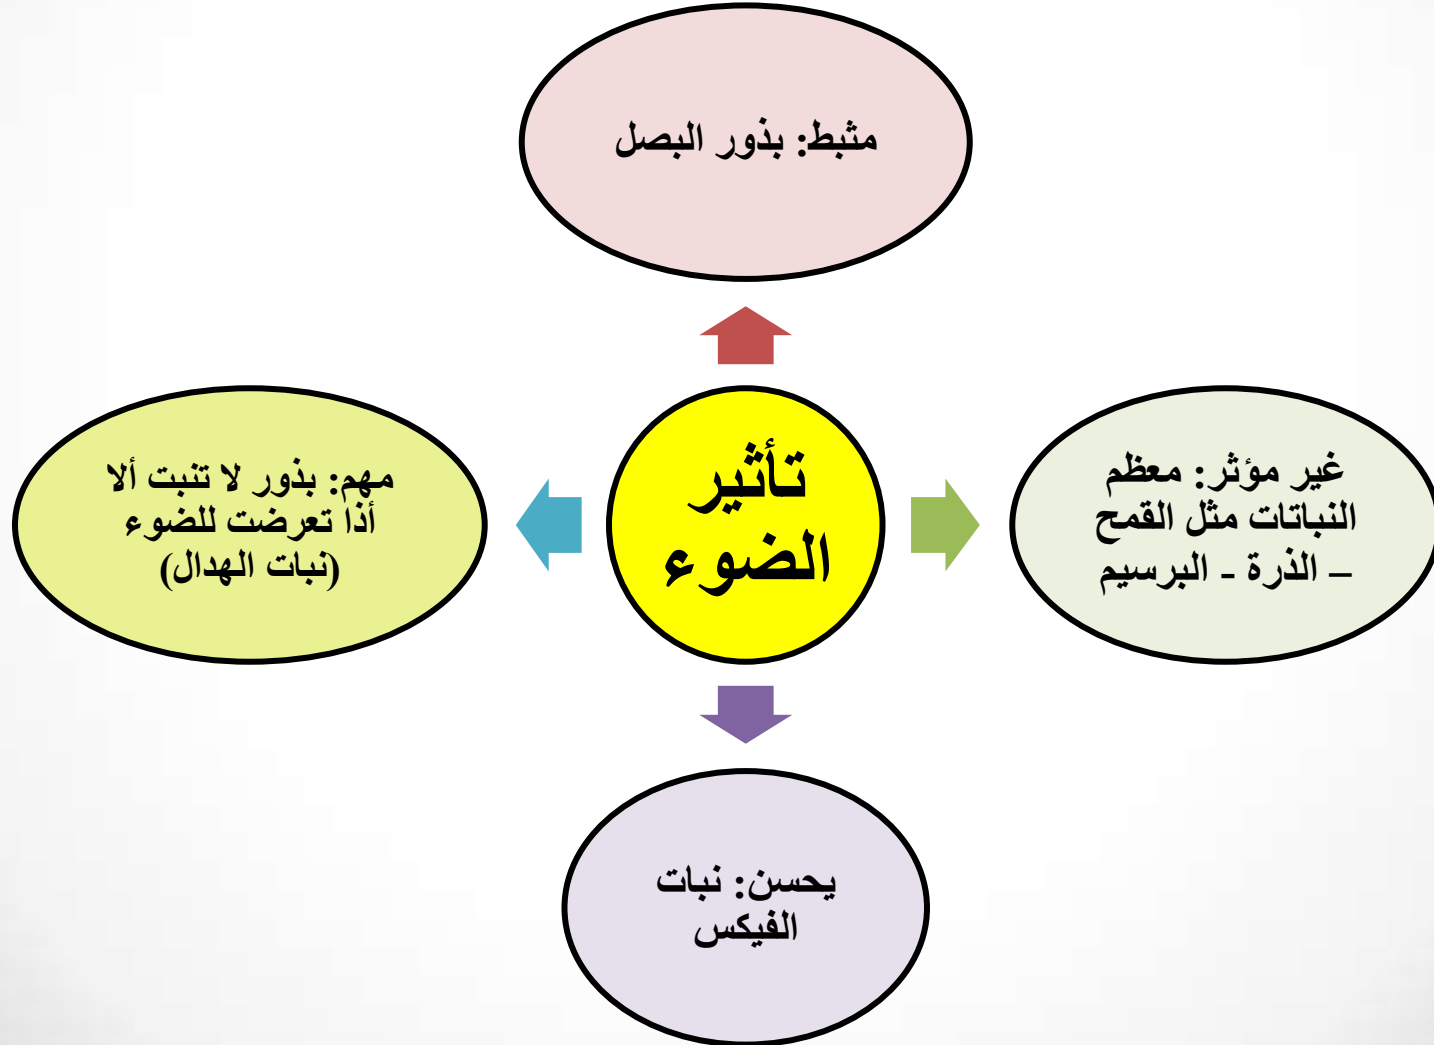 مثبط: بذور البصل
تأثير
الضوء
غير مؤثر: معظم
النباتات مثل القمح
– الذرة - البرسيم
يحسن: نبات
الفيكس
مهم: بذور لا تنبت ألا
أذا تعرضت للضوء
(نبات الهدال)